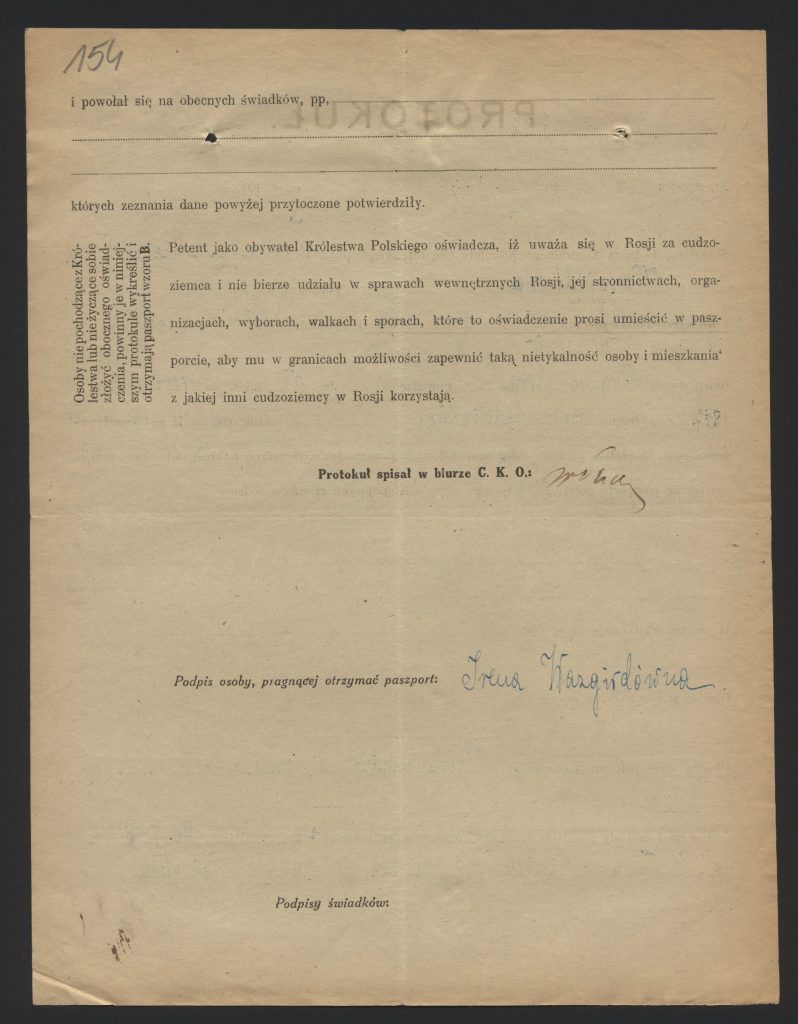 154
i powołał się na obecnych świadków, pp,
których zeznania dane powyżej przytoczone potwierdziły.
Osoby nie pochodzące z Kró-
lestwa lub nie życzące sobie
złożyć obocznego oświad-
czenia, powinny je w niniej-
szym protokule wykreślić i
otrzymają paszport wzoru B.
Petent jako obywatel Królestwa Polskiego oświadcza, iż uważa się w Rosji za cudzo-
ziemca i nie bierze udziału w sprawach wewnętrznych Rosji, jej stronnictwach, orga-
nizacjach, wyborach, walkach i sporach, które to oświadczenie prosi umieścić w pasz-
porcie, aby mu w granicach możliwości zapewnić taką nietykalność osoby i mieszkania‘
z jakiej inni cudzoziemcy w Rosji korzystają.
Protokuł spisał w biurze C. K. O.:
Podpis osoby, pragnącej otrzymać paszport: Irena Wazgirdówna.
Podpisy świadków: